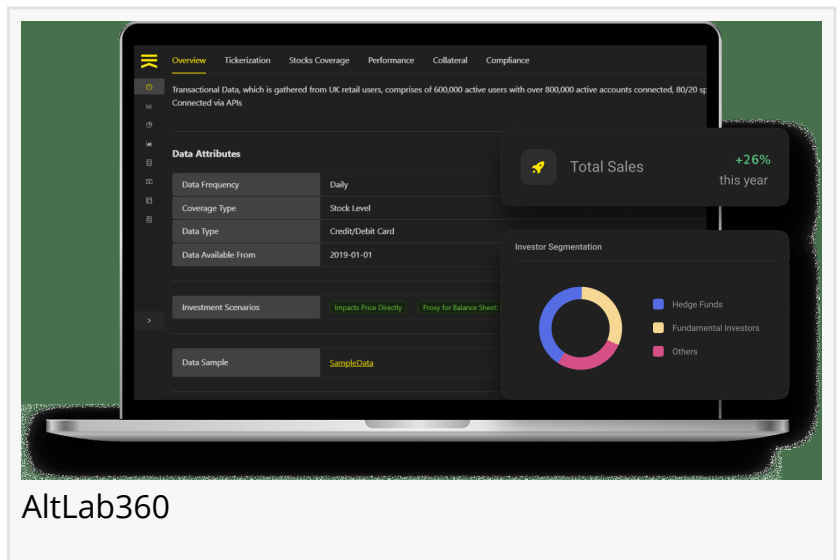 Overview Tickerization Stocks Coverage Performance Collateral Compliance
Transactional Data, which is gathered from UK retail users, comprises of 600,000 active users with over 800,000 active accounts connected, 80/20 sp
Connected via APIs
Data Attributes
Data Frequency Daily
Coverage Type Stock Level
Data Type Credit/Debit Card
Data Available From 2019-01-01
Investment Scenarios Impacts Price Directly Proxy for Balance Sheet:
Data Sample SampleData
Total Sales +26%
this year
Investor Segmentation
Hedge Funds
Fundamental Investors
Others
AltLab360